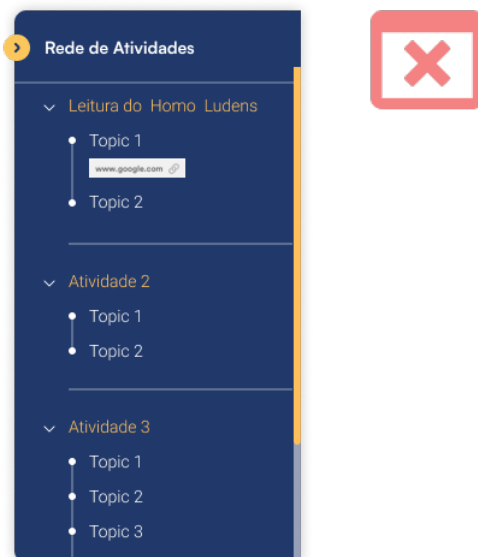 Rede de Atividades
Leitura do Homo Ludens
Topic 1
www.google.com
Topic 2
Atividade 2
Topic 1
Topic 2
Atividade 3
Topic 1
Topic 2
Topic 3